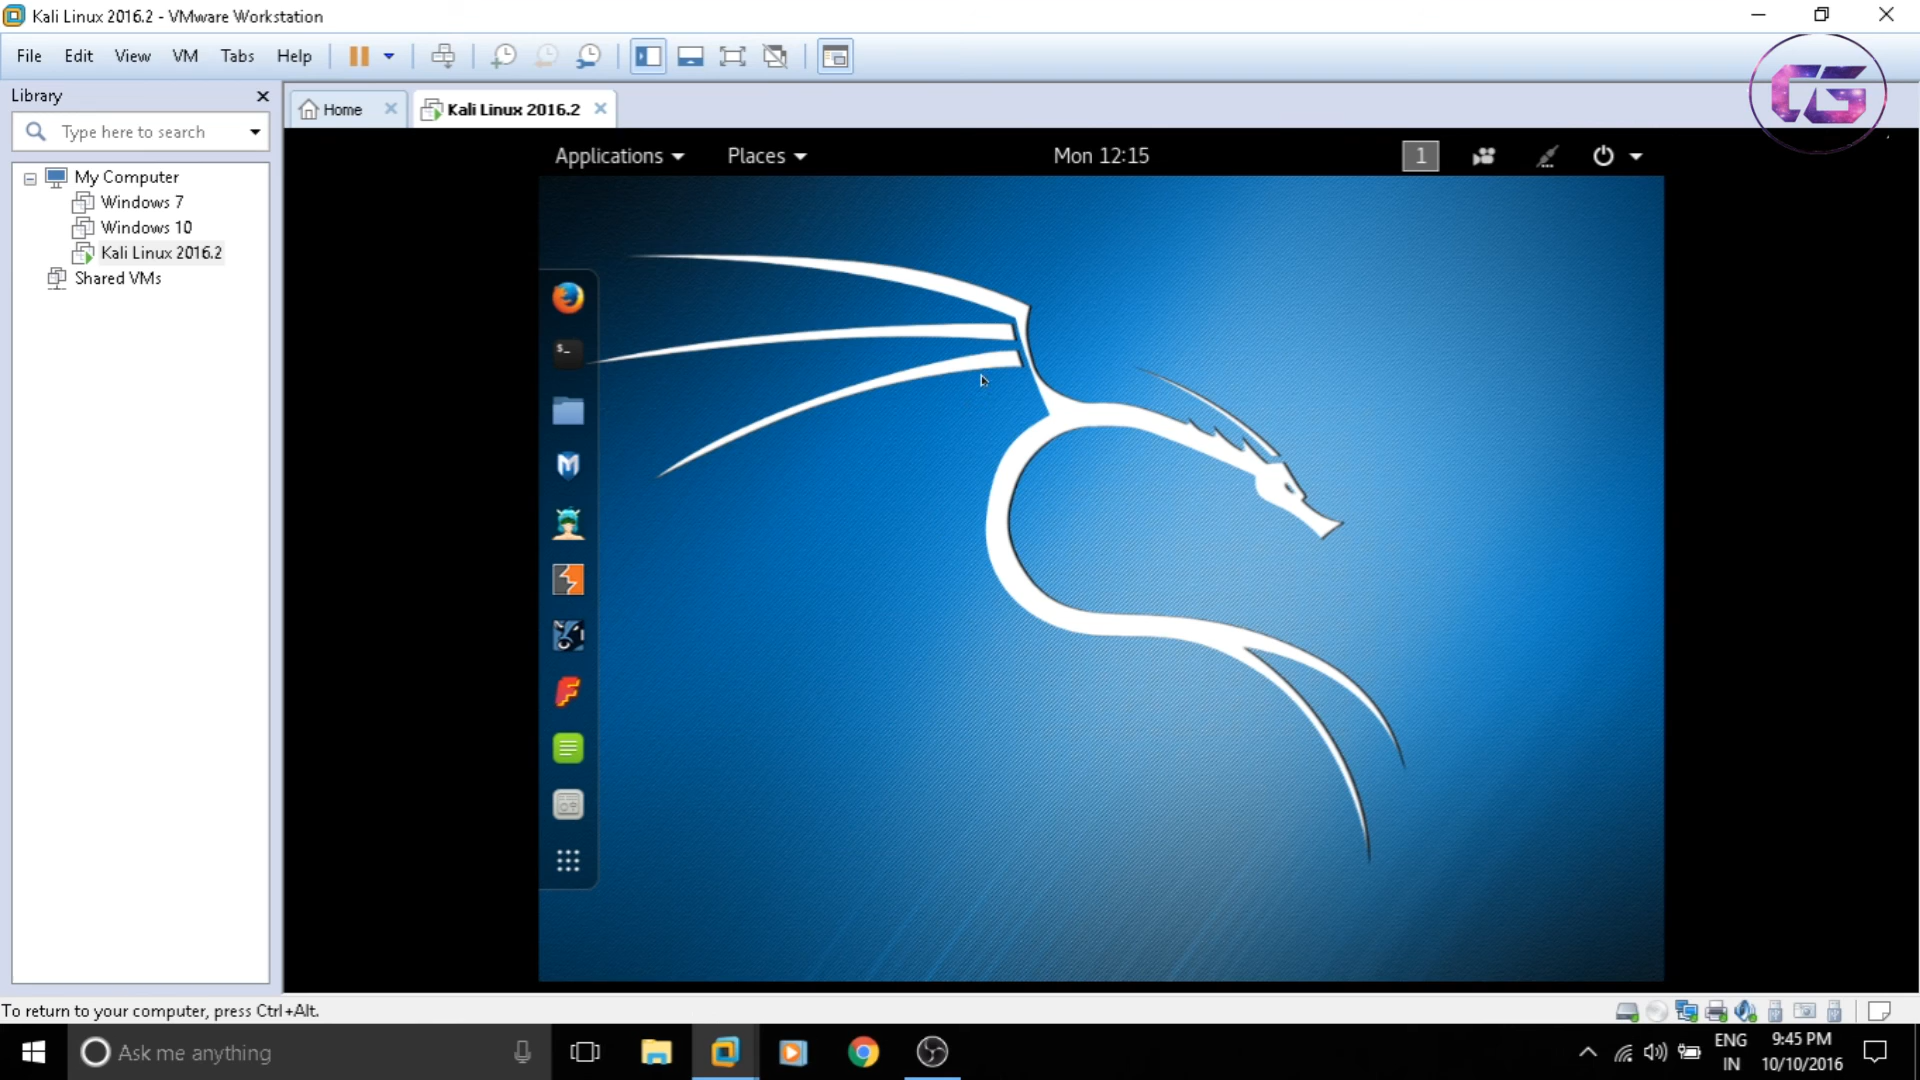 Kali Linux 2016.2 - VMware Workstation
File Edit View VM Tabs Help
Library
Type here to search
My Computer
Windows 7
Windows 10
Kali Linux 2016.2
Shared VMs
Home
Kali Linux 2016.2
CG
Applications Places Mon 12:15 1
$_
To return to your computer, press Ctrl+Alt.
Ask me anything
ENG
IN
9:45 PM
10/10/2016